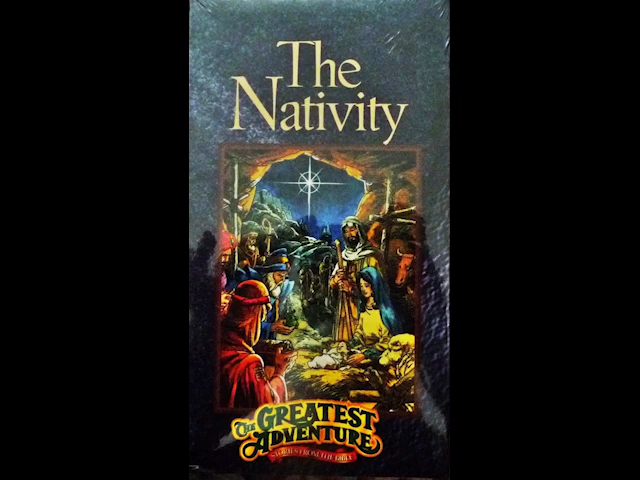 The
Nativity
The GREATEST
ADVENTURE
STORIES FROM THE BIBLE